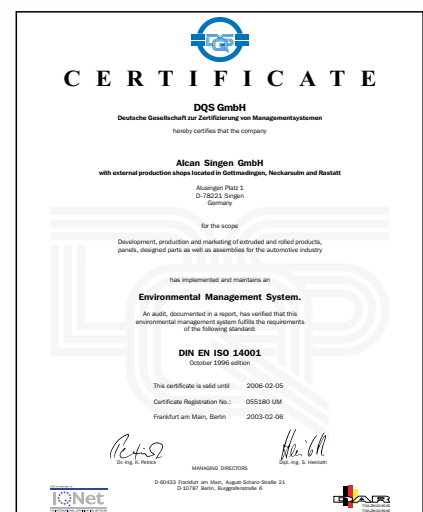 DQS
CERTIFICATE
DQS GmbH
Deutsche Gesellschaft zur Zertifizierung von Managementsystemen
hereby certifies that the company
Alcan Singen GmbH
with external production shops located in Gottmadingen, Neckarsulm and Rastatt
Alusingen Platz 1
D-78221 Singen
Germany
for the scope
Development, production and marketing of extruded and rolled products,
panels, designed parts as well as assemblies for the automotive industry
has implemented and maintains an
Environmental Management System.
An audit, documented in a report, has verified that this
environmental management system fulfills the requirements
of the following standard:
DIN EN ISO 14001
October 1996 edition
This certificate is valid until 2006-02-05
Certificate Registration No.: 055180 UM
Frankfurt am Main, Berlin 2003-02-06
Dr.-Ing. K. Petrick Dipl.-Ing. S. Heinloth
MANAGING DIRECTORS
D-60433 Frankfurt am Main, August-Schanz-Straße 21
D-10787 Berlin, Burggrafenstraße 6
IQNet
DAR